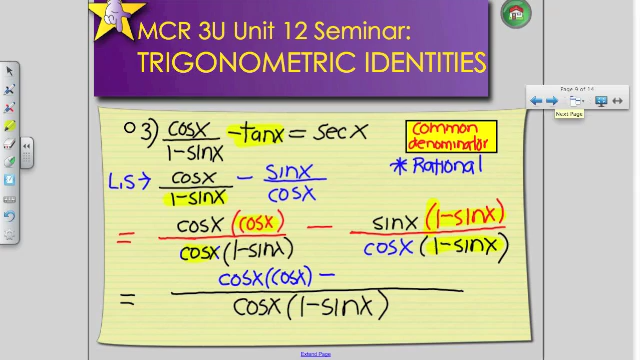 MCR 3U Unit 12 Seminar:
TRIGONOMETRIC IDENTITIES
Page 9 of 14
Next Page
3) cosx/1-sinx -tanx = secx
common denominator
* Rational
L.S → cosx/1-sinx - sinx/cosx
= cosx(cosx)/cosx(1-sinx) - sinx(1-sinx)/cosx(1-sinx)
= cosx(cosx) - /cosx(1-sinx)
Extend Page